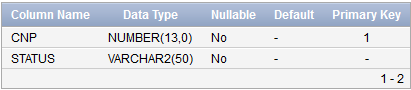 Column Name Data Type Nullable Default Primary Key
CNP NUMBER(13,0) No - 1
STATUS VARCHAR2(50) No - -
1 - 2